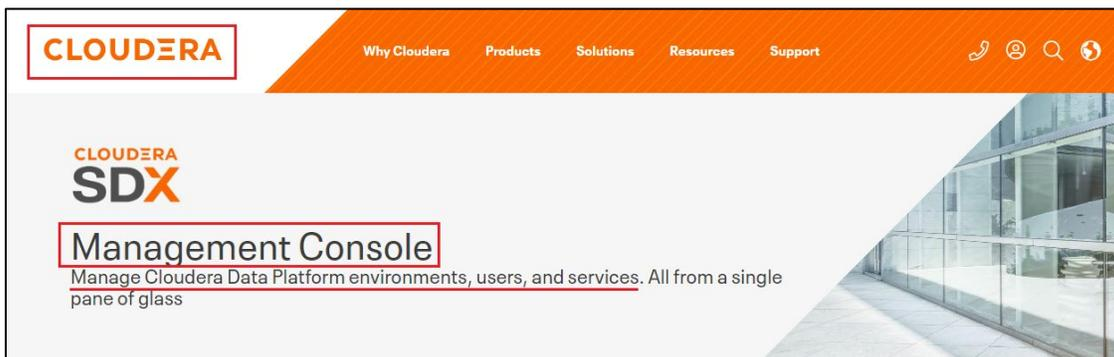 CLOUDERA
Why Cloudera Products Solutions Resources Support
CLOUDERA
SDX
Management Console
Manage Cloudera Data Platform environments, users, and services. All from a single
pane of glass